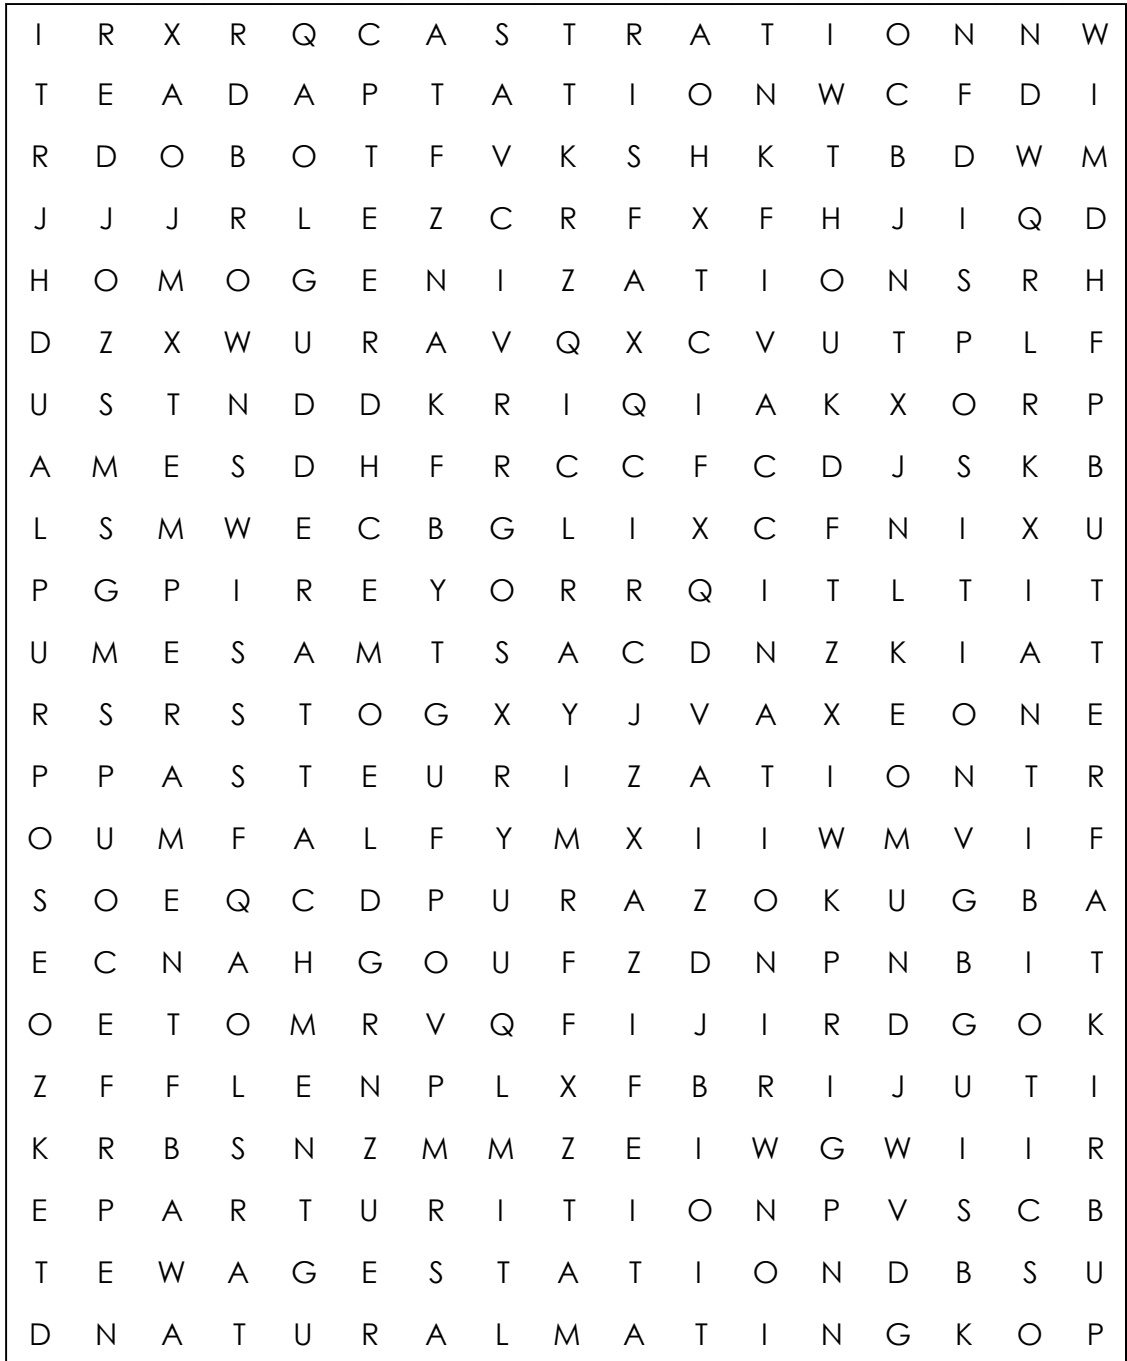 I R X R Q C A S T R A T I O N N W
T E A D A P T A T I O N W C F D I
R D O B O T F V K S H K T B D W M
J J J R L E Z C R F X F H J I Q D
H O M O G E N I Z A T I O N S R H
D Z X W U R A V Q X C V U T P L F
U S T N D D K R I Q I A K X O R P
A M E S D H F R C C F C D J S K B
L S M W E C B G L I X C F N I X U
P G P I R E Y O R R Q I T L T I T
U M E S A M T S A C D N Z K I A T
R S R S T O G X Y J V A X E O N E
P P A S T E U R I Z A T I O N T R
O U M F A L F Y M X I I W M V I F
S O E Q C D P U R A Z O K U G B A
E C N A H G O U F Z D N P N B I T
O E T O M R V Q F I J I R D G O K
Z F F L E N P L X F B R I J U T I
K R B S N Z M M Z E I W G W I I R
E P A R T U R I T I O N P V S C B
T E W A G E S T A T I O N D B S U
D N A T U R A L M A T I N G K O P